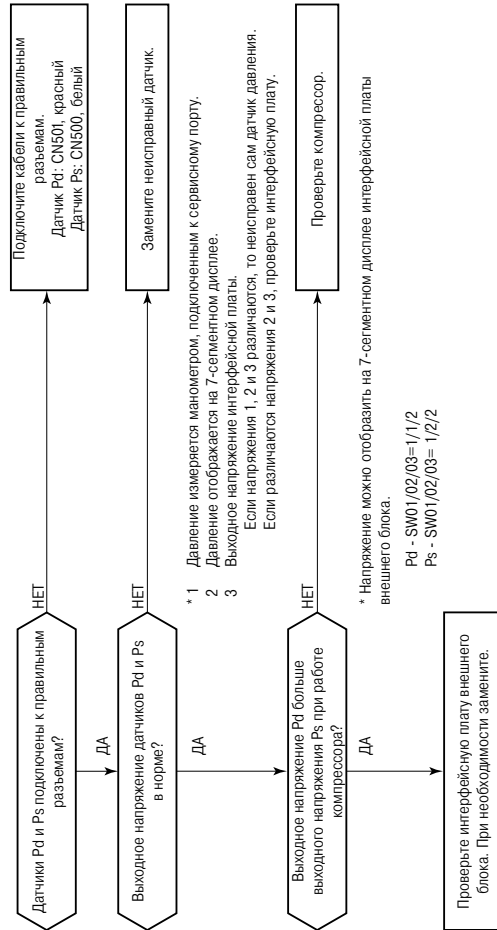 Датчики Pd и Ps подключены к правильным
разъемам?
НЕТ
Подключите кабели к правильным
разъемам.
Датчик Pd: CN501, красный
Датчик Ps: CN500, белый
ДА
Выходное напряжение датчиков Pd и Ps
в норме?
НЕТ
Замените неисправный датчик.
* 1 Давление измеряется манометром, подключенным к сервисному порту.
2 Давление отображается на 7-сегментном дисплее.
3 Выходное напряжение интерфейсной платы.
Если напряжения 1, 2 и 3 различаются, то неисправен сам датчик давления.
Если различаются напряжения 2 и 3, проверьте интерфейсную плату.
ДА
Выходное напряжение Pd больше
выходного напряжения Ps при работе
компрессора?
НЕТ
Проверьте компрессор.
* Напряжение можно отобразить на 7-сегментном дисплее интерфейсной платы
внешнего блока.
Pd - SW01/02/03=1/1/2
Ps - SW01/02/03= 1/2/2
ДА
Проверьте интерфейсную плату внешнего
блока. При необходимости замените.